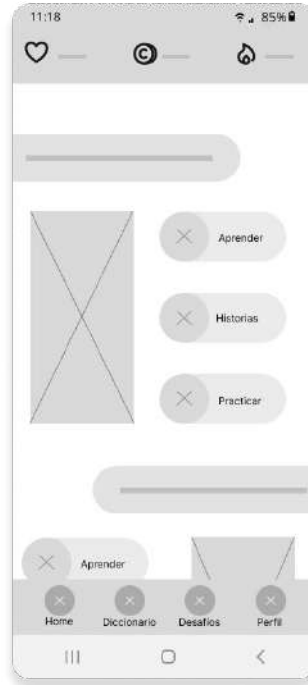 11:18 85%
Aprender
Historias
Practicar
Aprender
Home Diccionario Desafíos Perfil